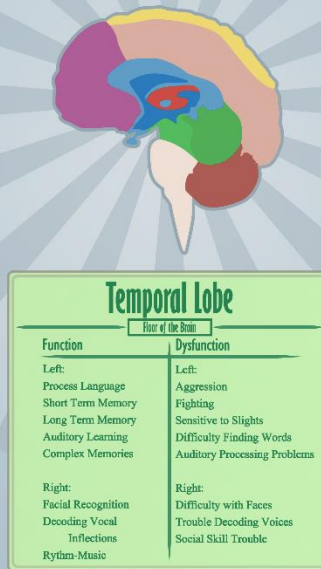 Temporal Lobe
Floor of the Brain
Function
Left:
Process Language
Short Term Memory
Long Term Memory
Auditory Learning
Complex Memories
Right:
Facial Recognition
Decoding Vocal
Inflections
Rythm-Music
Dysfunction
Left:
Aggression
Fighting
Sensitive to Slights
Difficulty Finding Words
Auditory Processing Problems
Right:
Difficulty with Faces
Trouble Decoding Voices
Social Skill Trouble